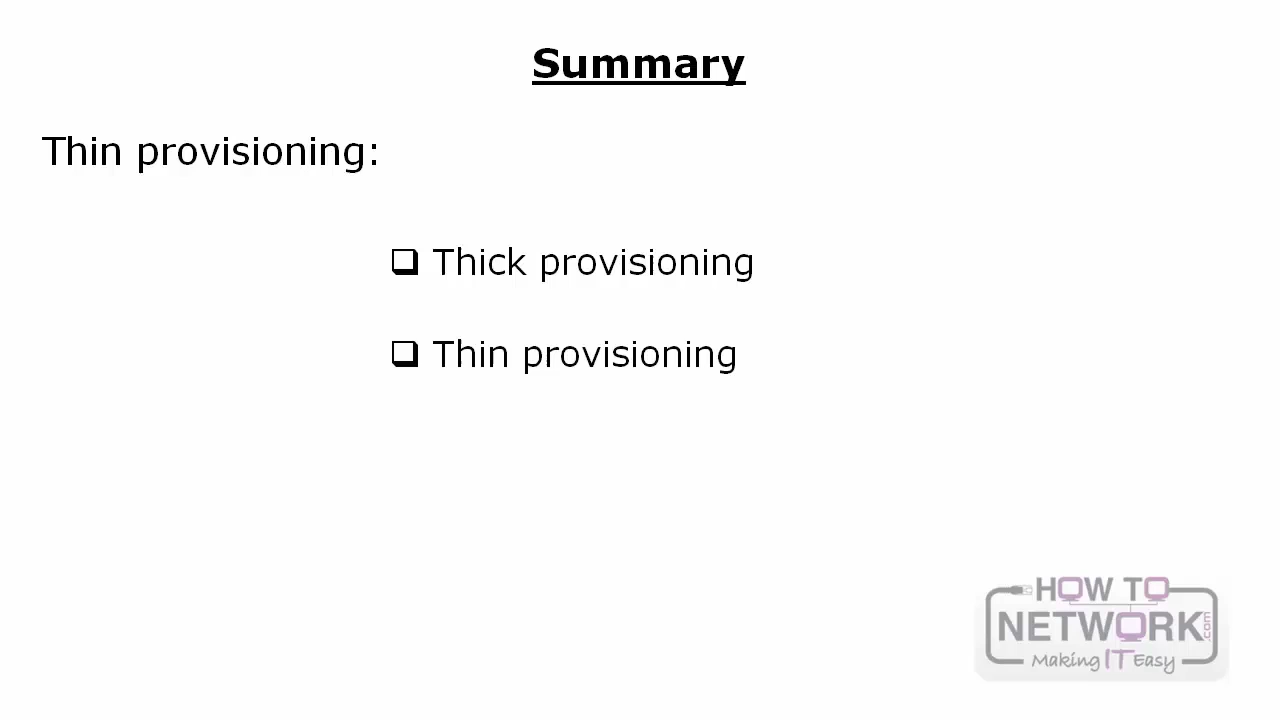 Summary
Thin provisioning:
❑ Thick provisioning
❑ Thin provisioning
HOW TO
NETWORK.com
Making IT Easy